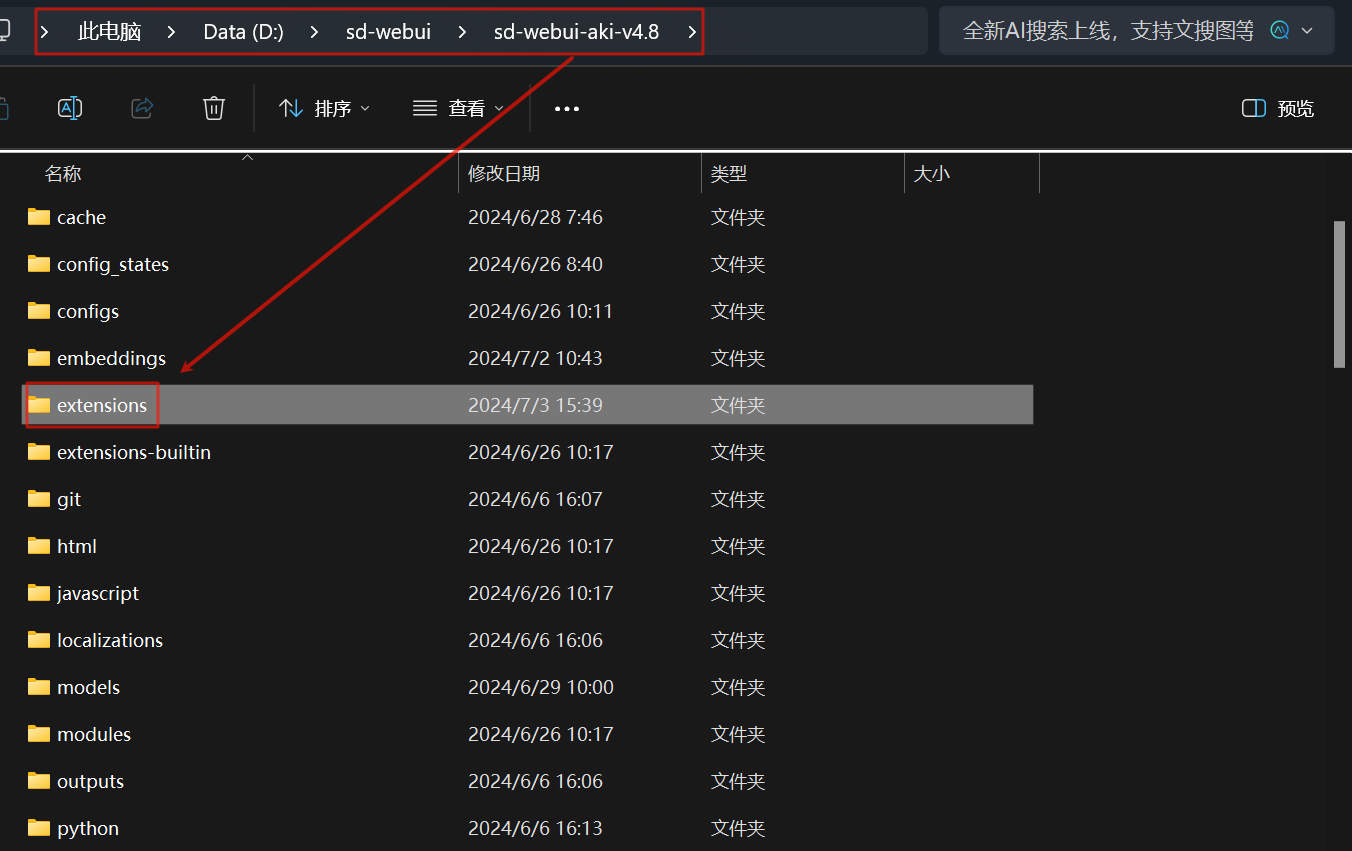 此电脑 > Data (D:) > sd-webui > sd-webui-aki-v4.8 > 全新AI搜索上线，支持文搜图等
排序 查看 ••• 预览
名称 修改日期 类型 大小
cache 2024/6/28 7:46 文件夹
config_states 2024/6/26 8:40 文件夹
configs 2024/6/26 10:11 文件夹
embeddings 2024/7/2 10:43 文件夹
extensions 2024/7/3 15:39 文件夹
extensions-builtin 2024/6/26 10:17 文件夹
git 2024/6/6 16:07 文件夹
html 2024/6/26 10:17 文件夹
javascript 2024/6/26 10:17 文件夹
localizations 2024/6/6 16:06 文件夹
models 2024/6/29 10:00 文件夹
modules 2024/6/26 10:17 文件夹
outputs 2024/6/6 16:06 文件夹
python 2024/6/6 16:13 文件夹